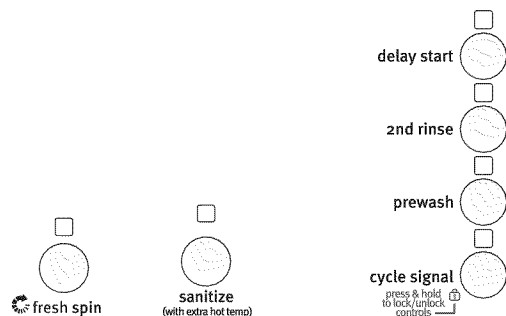 delay start
2nd rinse
prewash
cycle signal
press & hold
to lock/unlock
controls
fresh spin
sanitize
(with extra hot temp)